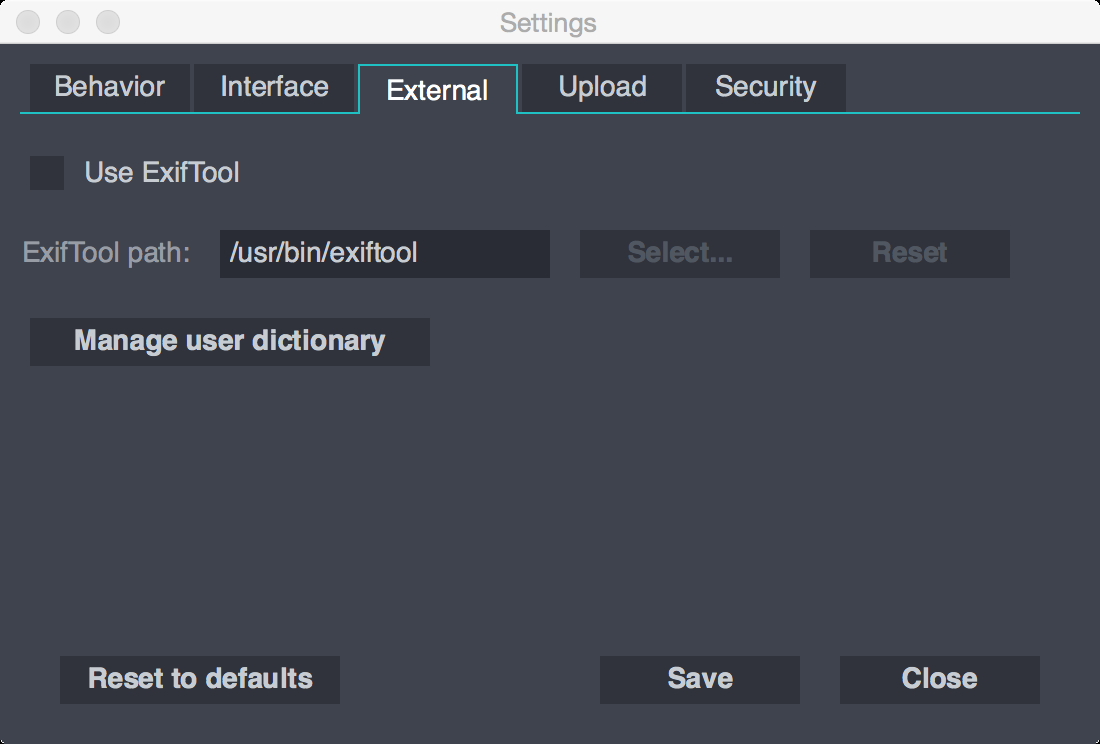 Settings
Behavior Interface External Upload Security
Use ExifTool
ExifTool path: /usr/bin/exiftool Select... Reset
Manage user dictionary
Reset to defaults Save Close